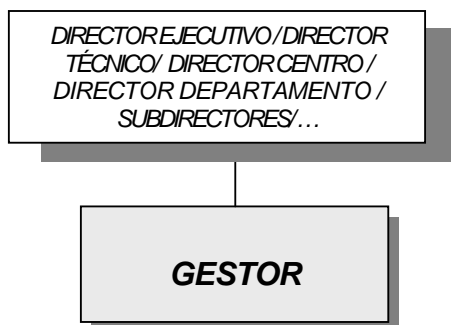 DIRECTOR EJECUTIVO / DIRECTOR
TÉCNICO/ DIRECTOR CENTRO /
DIRECTOR DEPARTAMENTO /
SUBDIRECTORES/…
GESTOR